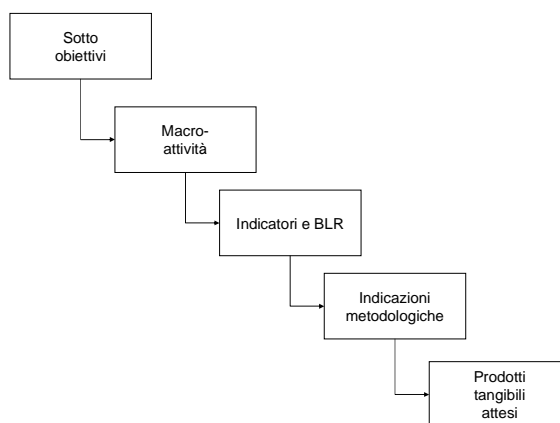 Sotto
obiettivi
Macro-
attività
Indicatori e BLR
Indicazioni
metodologiche
Prodotti
tangibili
attesi